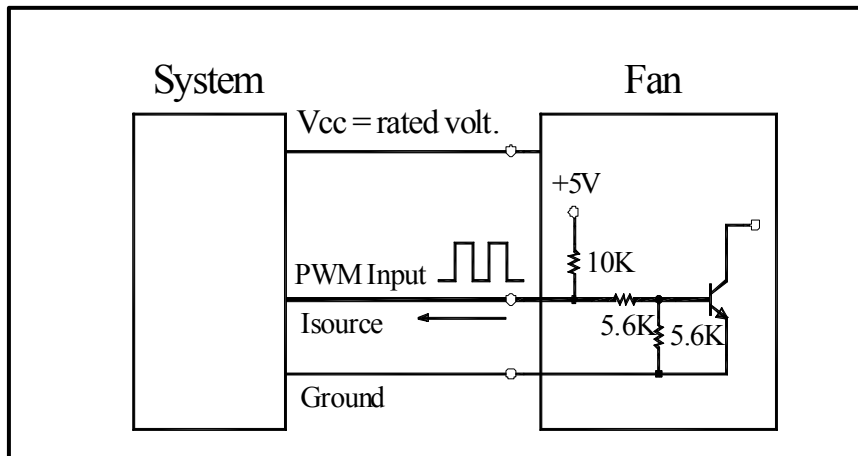 System
Fan
Vcc = rated volt.
+5V
10K
PWM Input
5.6K
5.6K
Isource
Ground